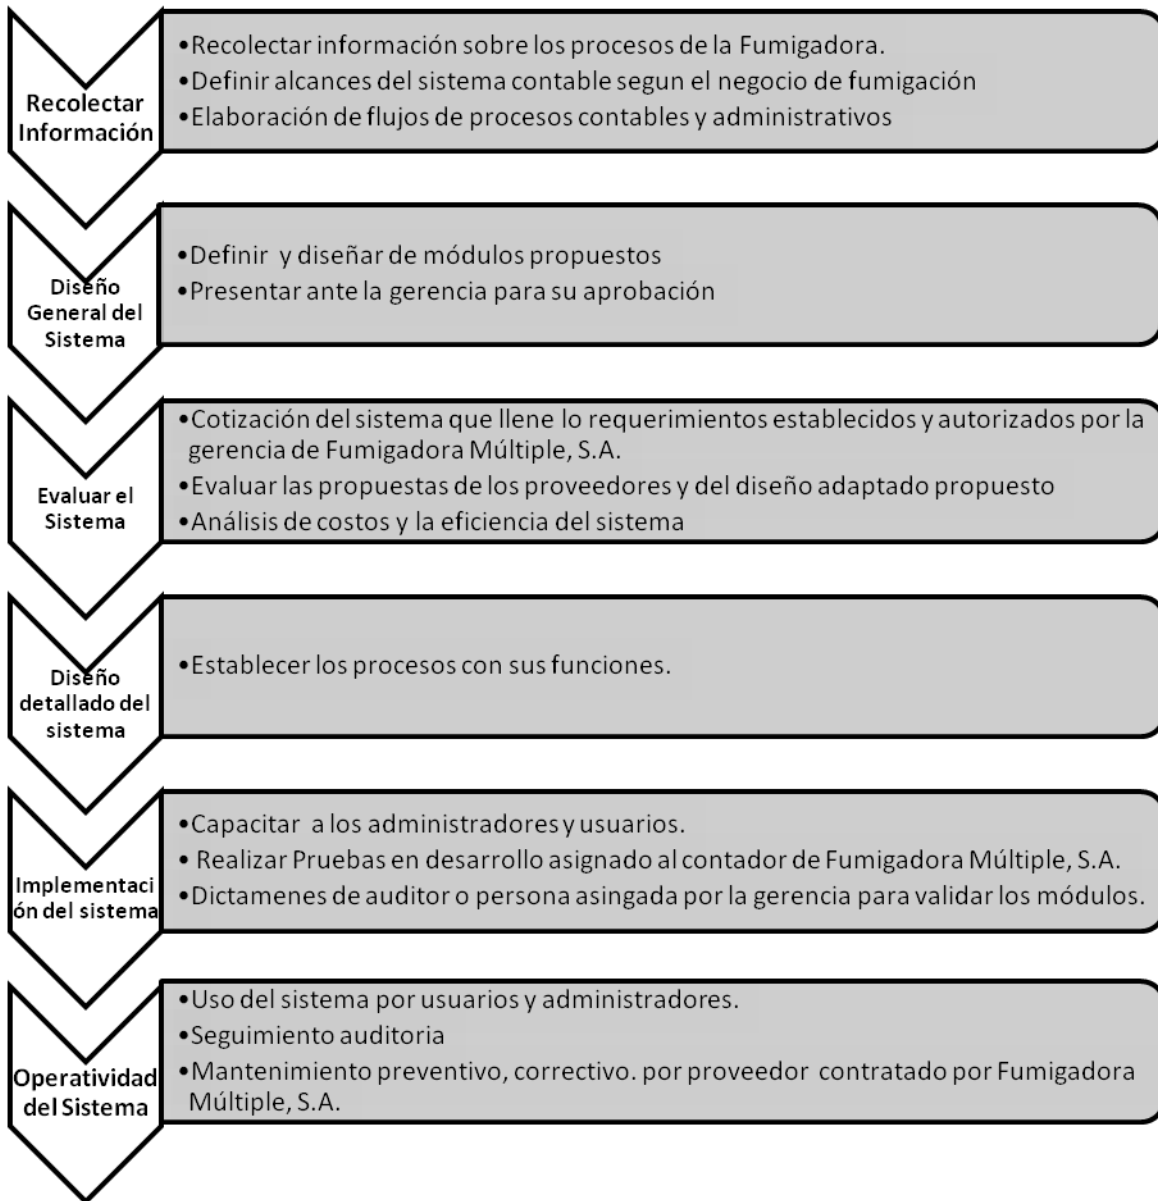 Recolectar
Información
•Recolectar información sobre los procesos de la Fumigadora.
•Definir alcances del sistema contable segun el negocio de fumigación
•Elaboración de flujos de procesos contables y administrativos
Diseño
General del
Sistema
•Definir y diseñar de módulos propuestos
•Presentar ante la gerencia para su aprobación
Evaluar el
Sistema
•Cotización del sistema que llene lo requerimientos establecidos y autorizados por la
gerencia de Fumigadora Múltiple, S.A.
•Evaluar las propuestas de los proveedores y del diseño adaptado propuesto
•Análisis de costos y la eficiencia del sistema
Diseño
detallado del
sistema
•Establecer los procesos con sus funciones.
Implementaci
ón del sistema
•Capacitar a los administradores y usuarios.
• Realizar Pruebas en desarrollo asignado al contador de Fumigadora Múltiple, S.A.
•Dictamenes de auditor o persona asingada por la gerencia para validar los módulos.
Operatividad
del Sistema
•Uso del sistema por usuarios y administradores.
•Seguimiento auditoria
•Mantenimiento preventivo, correctivo. por proveedor contratado por Fumigadora
Múltiple, S.A.